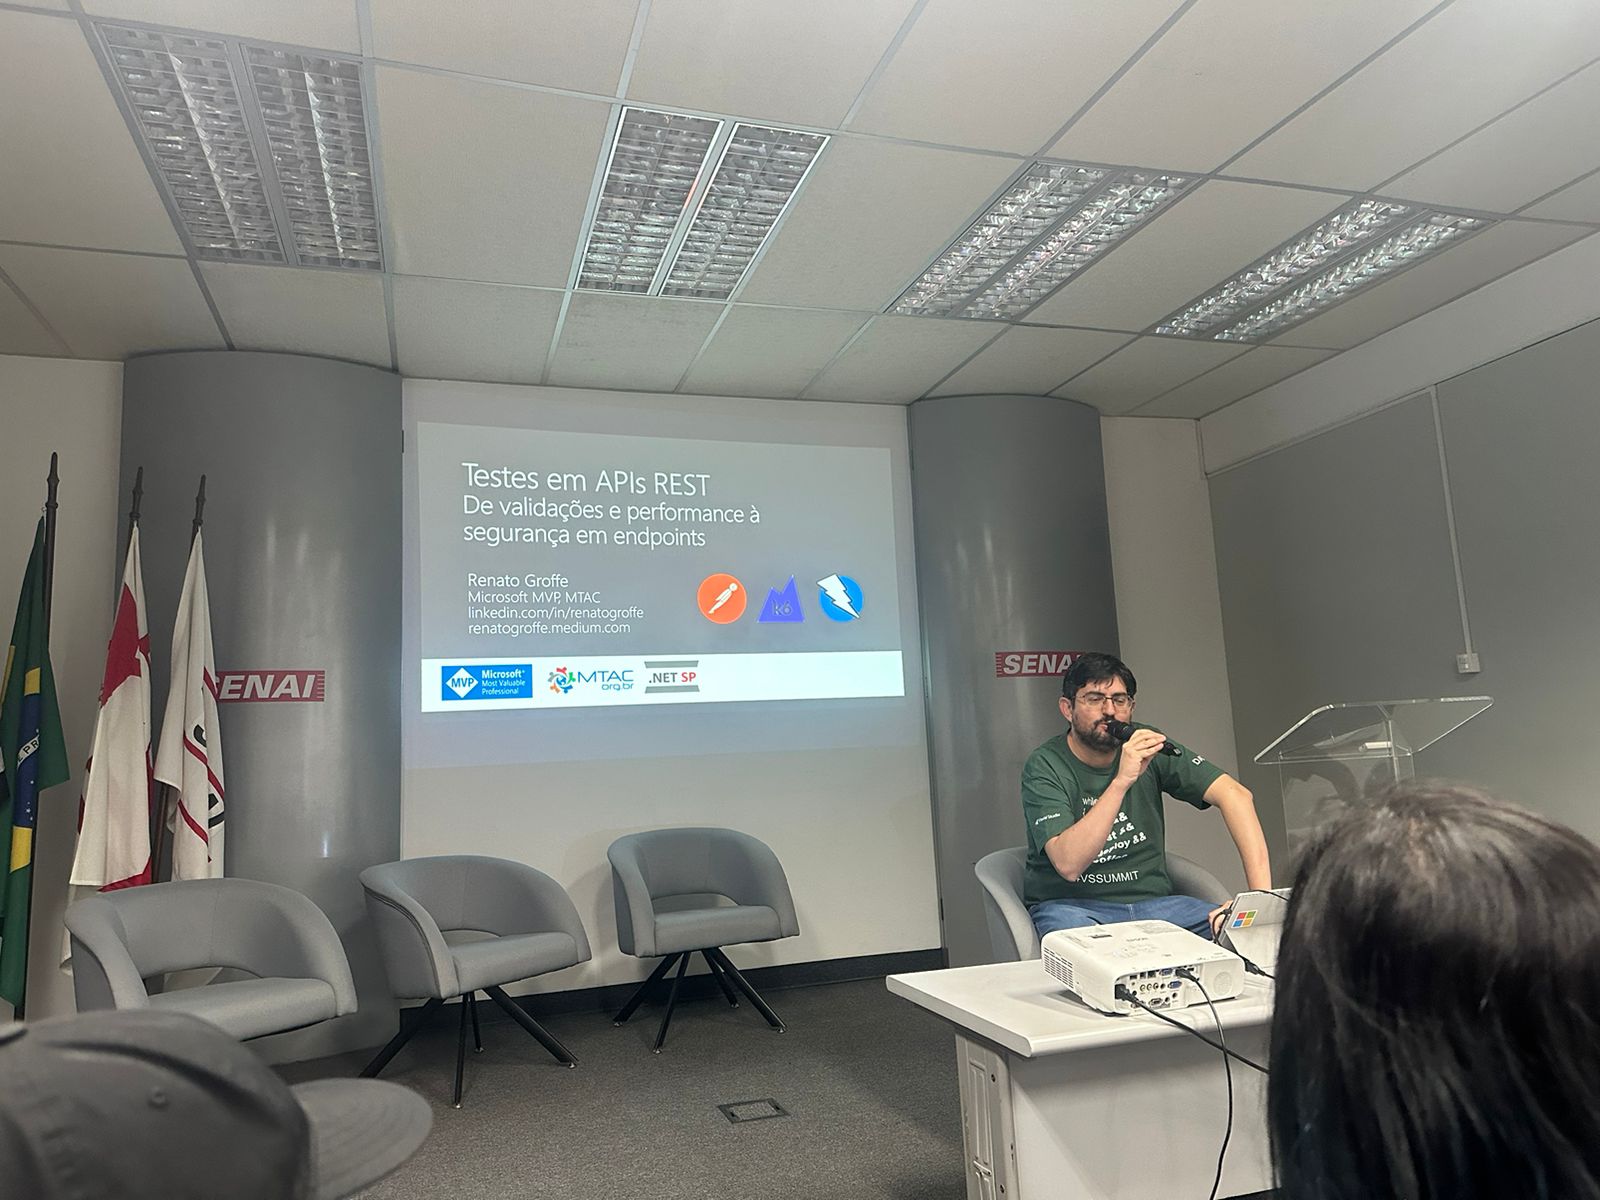 Testes em APIs REST
De validações e performance à
segurança em endpoints
Renato Groffe
Microsoft MVP, MTAC
linkedin.com/in/renatogroffe
renatogroffe.medium.com
k6
MVP
Microsoft®
Most Valuable
Professional
MTAC
org.br
.NET SP
SENAI
SENAI
&&
&&
VSSUMMIT
EPSON